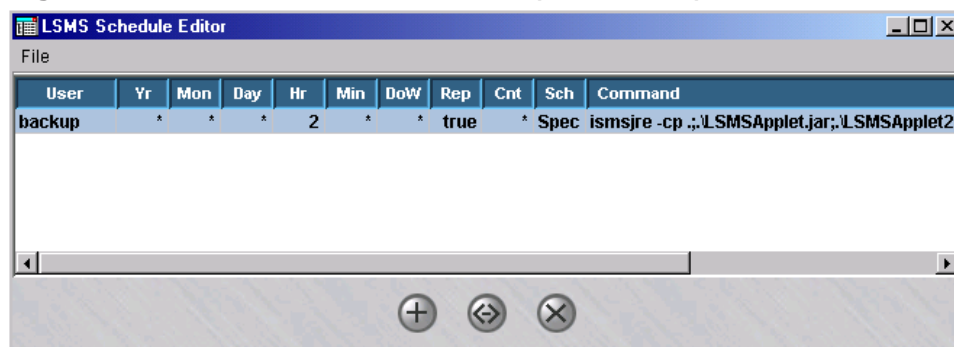 LSMS Schedule Editor
File
User Yr Mon Day Hr Min DoW Rep Cnt Sch Command
backup * * * 2 * * true * Spec ismsjre -cp .;.\LSMSApplet.jar;.\LSMSApplet2